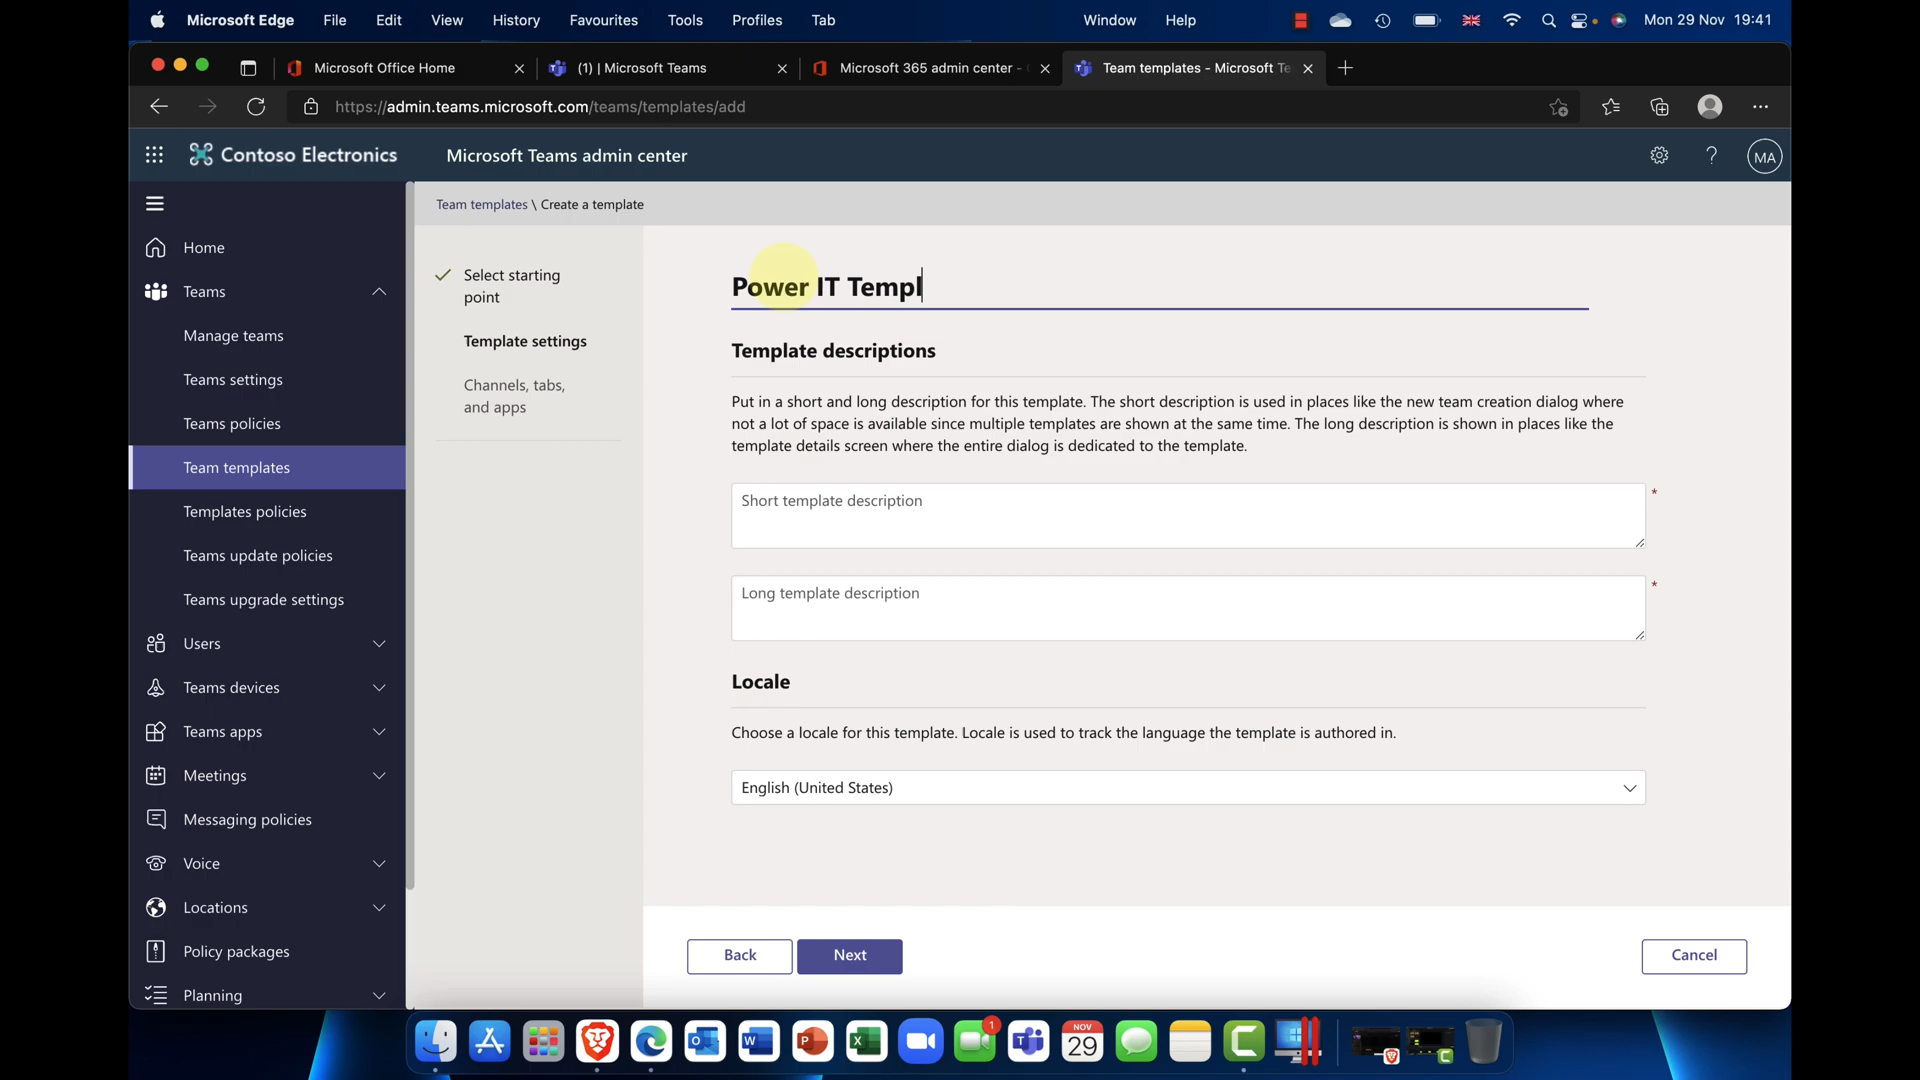 Microsoft Edge File Edit View History Favourites Tools Profiles Tab Window Help Mon 29 Nov 19:41
Microsoft Office Home (1) | Microsoft Teams Microsoft 365 admin center - Team templates - Microsoft Te
https://admin.teams.microsoft.com/teams/templates/add
Contoso Electronics Microsoft Teams admin center ? MA
Team templates \ Create a template
Home
Teams
Manage teams
Teams settings
Teams policies
Team templates
Templates policies
Teams update policies
Teams upgrade settings
Users
Teams devices
Teams apps
Meetings
Messaging policies
Voice
Locations
Policy packages
Planning
Select starting
point
Template settings
Channels, tabs,
and apps
Power IT Templ
Template descriptions
Put in a short and long description for this template. The short description is used in places like the new team creation dialog where
not a lot of space is available since multiple templates are shown at the same time. The long description is shown in places like the
template details screen where the entire dialog is dedicated to the template.
Short template description *
Long template description *
Locale
Choose a locale for this template. Locale is used to track the language the template is authored in.
English (United States)
Back Next Cancel
NOV
29
1